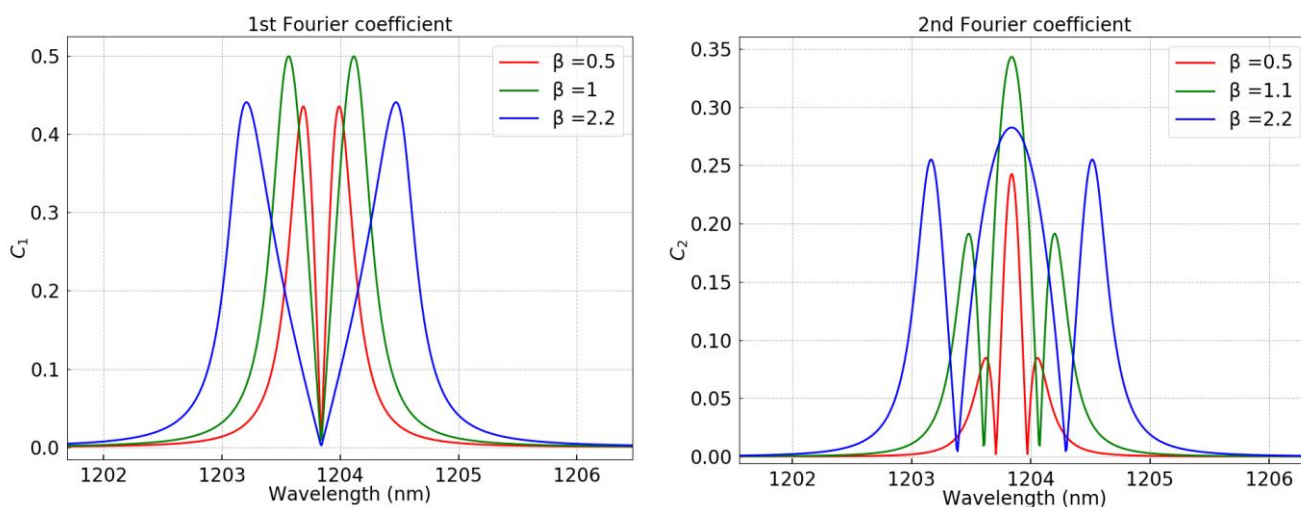 1st Fourier coefficient
0.5
0.4
0.3
0.2
0.1
0.0
C₁
β =0.5
β =1
β =2.2
1202 1203 1204 1205 1206
Wavelength (nm)
2nd Fourier coefficient
0.35
0.30
0.25
0.20
0.15
0.10
0.05
0.00
C₂
β =0.5
β =1.1
β =2.2
1202 1203 1204 1205 1206
Wavelength (nm)